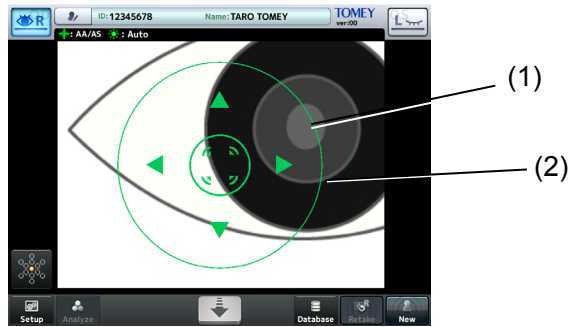 R ID: 12345678 Name: TARO TOMEY TOMEY L
ver:00
: AA/AS : Auto
(1)
(2)
Setup Analyze Database Retake New